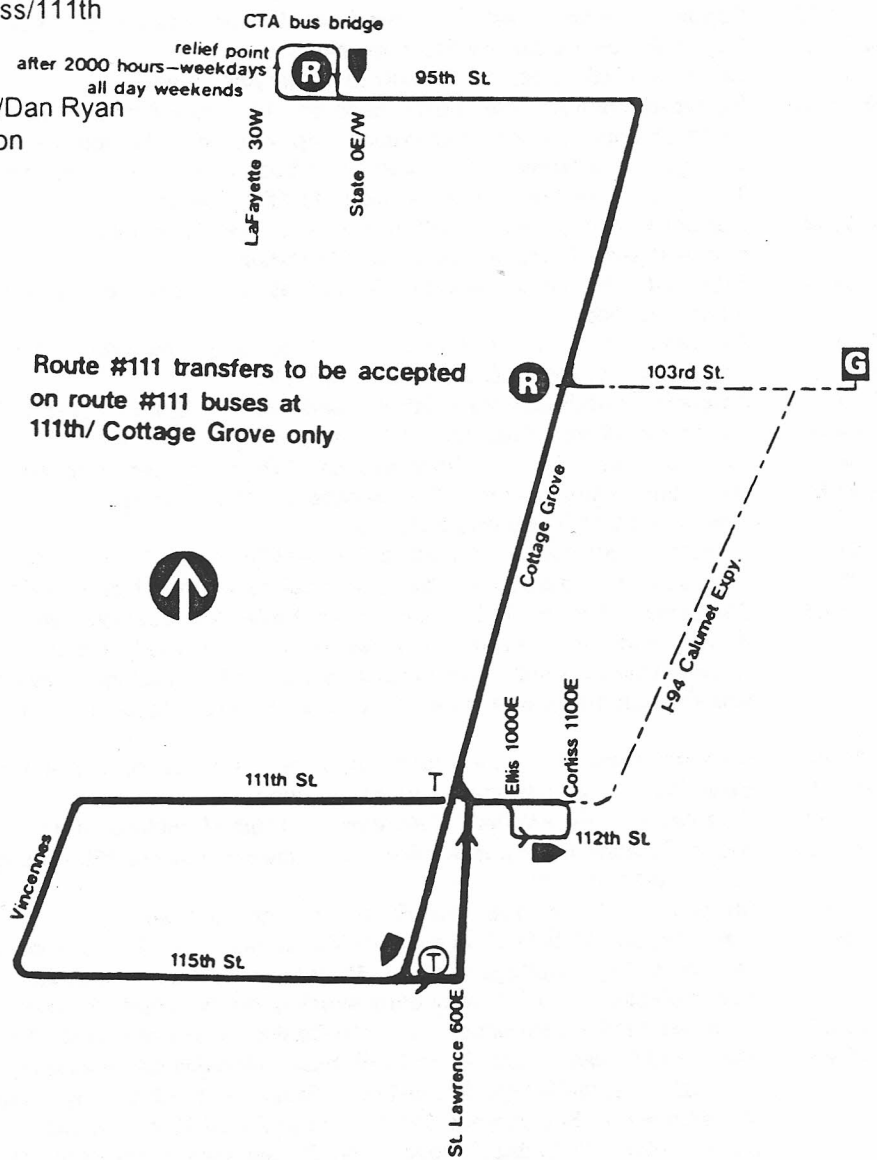 ss/111th
CTA bus bridge
relief point
after 2000 hours—weekdays
all day weekends
R
95th St.
/Dan Ryan
on
LaFayette 30W
State 0E/W
Route #111 transfers to be accepted
on route #111 buses at
111th/ Cottage Grove only
R
103rd St.
G
Cottage Grove
I-94 Calumet Expy.
Ellis 1000E
Corliss 1100E
111th St.
T
112th St.
Vincennes
115th St.
T
St. Lawrence 600E